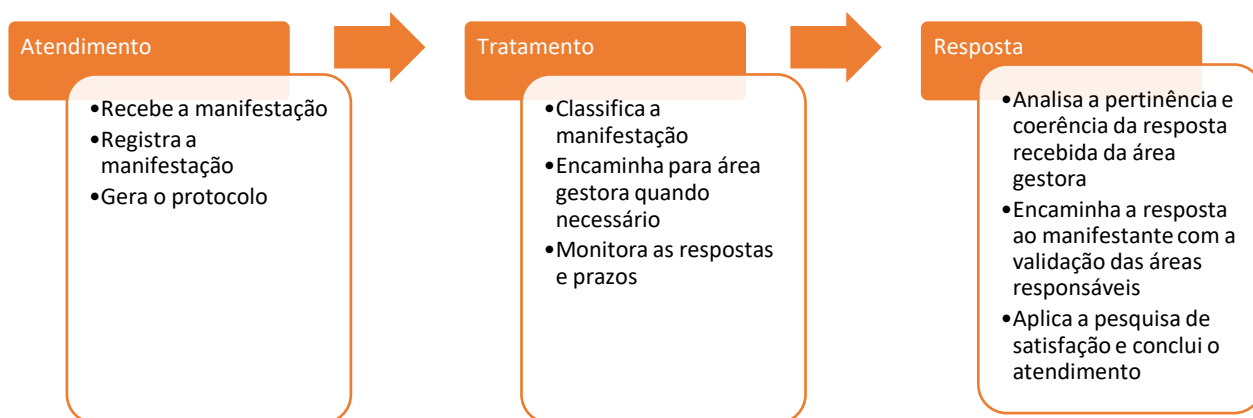 Atendimento
•Recebe a manifestação
•Registra a
manifestação
•Gera o protocolo
Tratamento
•Classifica a
manifestação
•Encaminha para área
gestora quando
necessário
•Monitora as respostas
e prazos
Resposta
•Analisa a pertinência e
coerência da resposta
recebida da área
gestora
•Encaminha a resposta
ao manifestante com a
validação das áreas
responsáveis
•Aplica a pesquisa de
satisfação e conclui o
atendimento